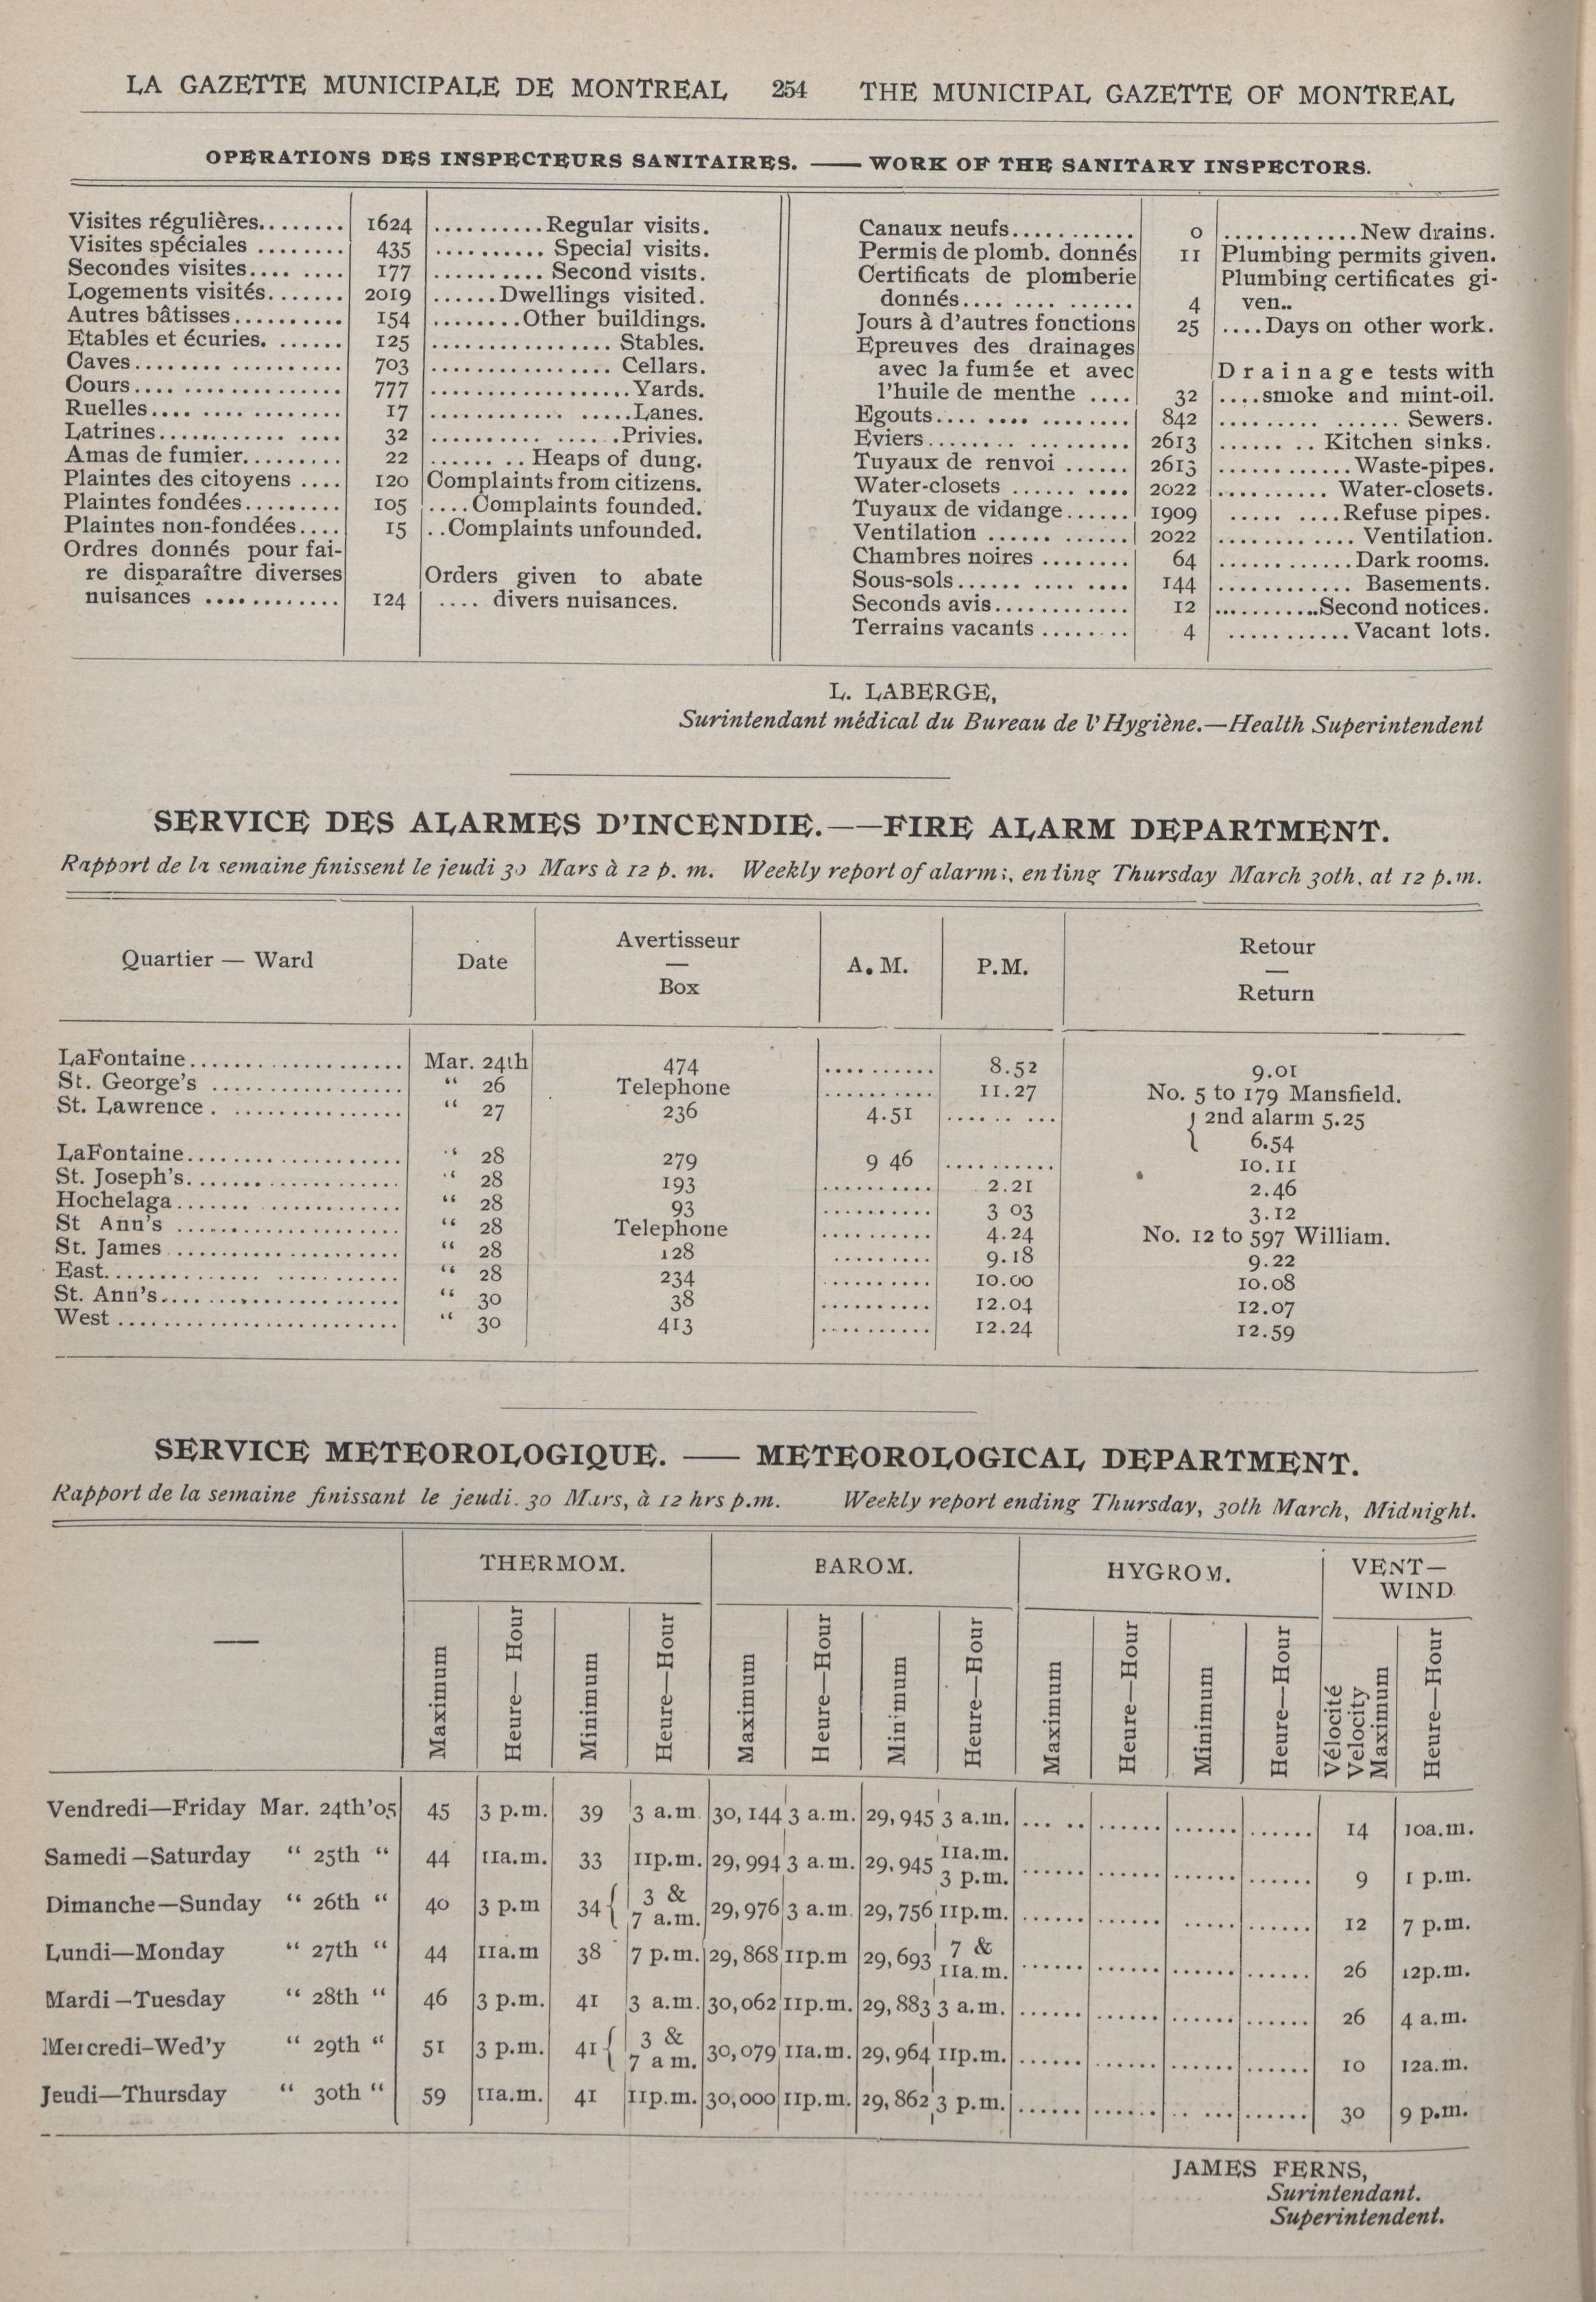 LA GAZETTE MUNICIPALE DE MONTREAL 254 THE MUNICIPAL GAZETTE OF MONTREAL
OPERATIONS DES INSPECTEURS SANITAIRES. —— WORK OF THE SANITARY INSPECTORS.
Visites régulières........ 1624 ..........Regular visits.
Visites spéciales ........ 435 .......... Special visits.
Secondes visites.... .... 177 .......... Second visits.
Logements visités....... 2019 ......Dwellings visited.
Autres bâtisses.......... 154 ........Other buildings.
Etables et écuries. ...... 125 ................ Stables.
Caves........ .......... 703 ................ Cellars.
Cours.... .............. 777 ..................Yards.
Ruelles.... ............ 17 ............ .....Lanes.
Latrines............ .... 32 .......... ......Privies.
Amas de fumier......... 22 ...... .. Heaps of dung.
Plaintes des citoyens .... 120 Complaints from citizens.
Plaintes fondées......... 105 ....Complaints founded.
Plaintes non-fondées.... 15 ..Complaints unfounded.
Ordres donnés pour fai-
re disparaître diverses Orders given to abate
nuisances ............ 124 .... divers nuisances.
Canaux neufs........... 0 ............New drains.
Permis de plomb. donnés 11 Plumbing permits given.
Certificats de plomberie Plumbing certificates gi-
donnés.... .... ...... 4 ven..
Jours à d'autres fonctions 25 ....Days on other work.
Epreuves des drainages
avec la fumée et avec Drainage tests with
l'huile de menthe .... 32 ....smoke and mint-oil.
Egouts.... .... ........ 842 ......... ...... Sewers.
Eviers........ ......... 2613 ...... .. Kitchen sinks.
Tuyaux de renvoi ...... 2613 ............Waste-pipes.
Water-closets ...... .... 2022 .......... Water-closets.
Tuyaux de vidange...... 1909 ..... ....Refuse pipes.
Ventilation ...... ...... 2022 ............ Ventilation.
Chambres noires ........ 64 ............Dark rooms.
Sous-sols...... .... .... 144 ............ Basements.
Seconds avis............ 12 ..........Second notices.
Terrains vacants ........ 4 ........... Vacant lots.
L. LABERGE,
Surintendant médical du Bureau de l'Hygiène.—Health Superintendent
SERVICE DES ALARMES D'INCENDIE.——FIRE ALARM DEPARTMENT.
Rapport de la semaine finissent le jeudi 30 Mars à 12 p. m. Weekly report of alarms, ending Thursday March 30th, at 12 p.m.
Quartier — Ward Date Avertisseur — Box A. M. P.M. Retour — Return
LaFontaine.................... Mar. 24th 474 .......... 8.52 9.01
St. George's .................. " 26 Telephone .......... 11.27 No. 5 to 179 Mansfield.
St. Lawrence . ............... " 27 236 4.51 ...... ... { 2nd alarm 5.25
6.54
LaFontaine.................... " 28 279 9 46 .......... 10.11
St. Joseph's.................... " 28 193 .......... 2.21 2.46
Hochelaga....... ............. " 28 93 .......... 3 03 3.12
St Ann's ..................... " 28 Telephone .......... 4.24 No. 12 to 597 William.
St. James ..................... " 28 128 ......... 9.18 9.22
East.............. ........... " 28 234 .......... 10.00 10.08
St. Ann's...................... " 30 38 .......... 12.04 12.07
West ......................... " 30 413 .......... 12.24 12.59
SERVICE METEOROLOGIQUE. —— METEOROLOGICAL DEPARTMENT.
Rapport de la semaine finissant le jeudi. 30 Mars, à 12 hrs p.m. Weekly report ending Thursday, 30th March, Midnight.
— THERMOM. BAROM. HYGROM. VENT—
WIND
Maximum Heure—Hour Minimum Heure—Hour Maximum Heure—Hour Minimum Heure—Hour Maximum Heure—Hour Minimum Heure—Hour Vélocité Velocity Maximum Heure—Hour
Vendredi—Friday Mar. 24th'05 45 3 p.m. 39 3 a.m. 30,144 3 a.m. 29,945 3 a.m. ... .. ...... ...... ...... 14 10a.m.
Samedi—Saturday " 25th " 44 11a.m. 33 11p.m. 29,994 3 a.m. 29,945 11a.m. 3 p.m. ...... ...... ...... ...... 9 1 p.m.
Dimanche—Sunday " 26th " 40 3 p.m 34 { 3 & 7 a.m. 29,976 3 a.m. 29,756 11p.m. ...... ...... ..... ...... 12 7 p.m.
Lundi—Monday " 27th " 44 11a.m 38 7 p.m. 29,868 11p.m 29,693 7 & 11a.m. ...... ...... ...... ...... 26 12p.m.
Mardi—Tuesday " 28th " 46 3 p.m. 41 3 a.m. 30,062 11p.m. 29,883 3 a.m. ...... ...... ...... ...... 26 4 a.m.
Mercredi-Wed'y " 29th " 51 3 p.m. 41 { 3 & 7 a m. 30,079 11a.m. 29,964 11p.m. ...... ...... ...... ...... 10 12a.m.
Jeudi—Thursday " 30th " 59 11a.m. 41 11p.m. 30,000 11p.m. 29,862 3 p.m. ...... ...... .. ... ...... 30 9 p.m.
JAMES FERNS,
Surintendant.
Superintendent.